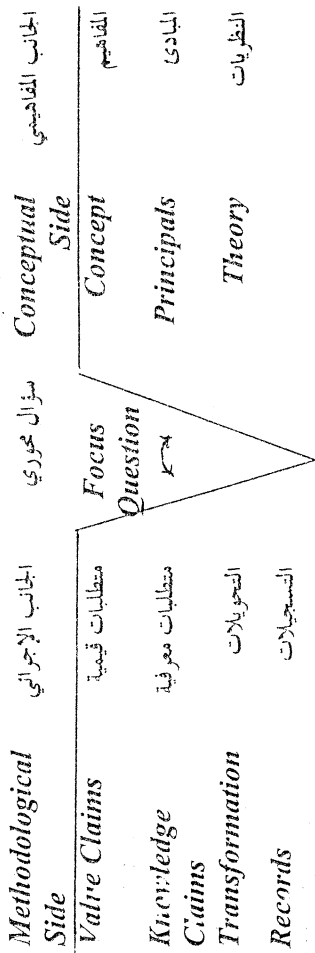 Conceptual
Side
الجانب المفاهيمي
Concept
المفاهيم
Principals
المبادئ
Theory
النظريات
سؤال محوري
Focus
Question
Methodological
Side
الجانب الإجرائي
Value Claims
متطلبات قيمية
Knowledge
Claims
متطلبات معرفية
Transformation
التحويلات
Records
التسجيلات